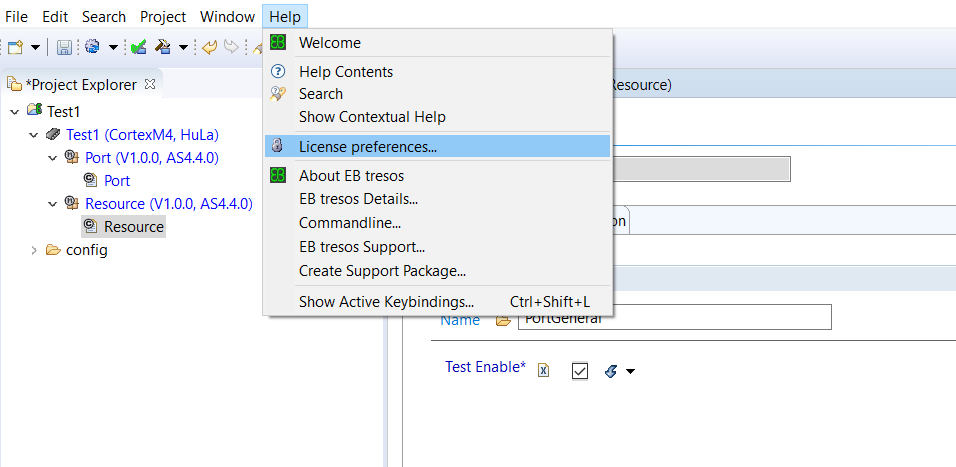 File Edit Search Project Window Help
*Project Explorer
Test1
Test1 (CortexM4, HuLa)
Port (V1.0.0, AS4.4.0)
Port
Resource (V1.0.0, AS4.4.0)
Resource
config
Welcome
Help Contents
Search
Show Contextual Help
License preferences...
About EB tresos
EB tresos Details...
Commandline...
EB tresos Support...
Create Support Package...
Show Active Keybindings... Ctrl+Shift+L
Resource)
on
Name PortGeneral
Test Enable*